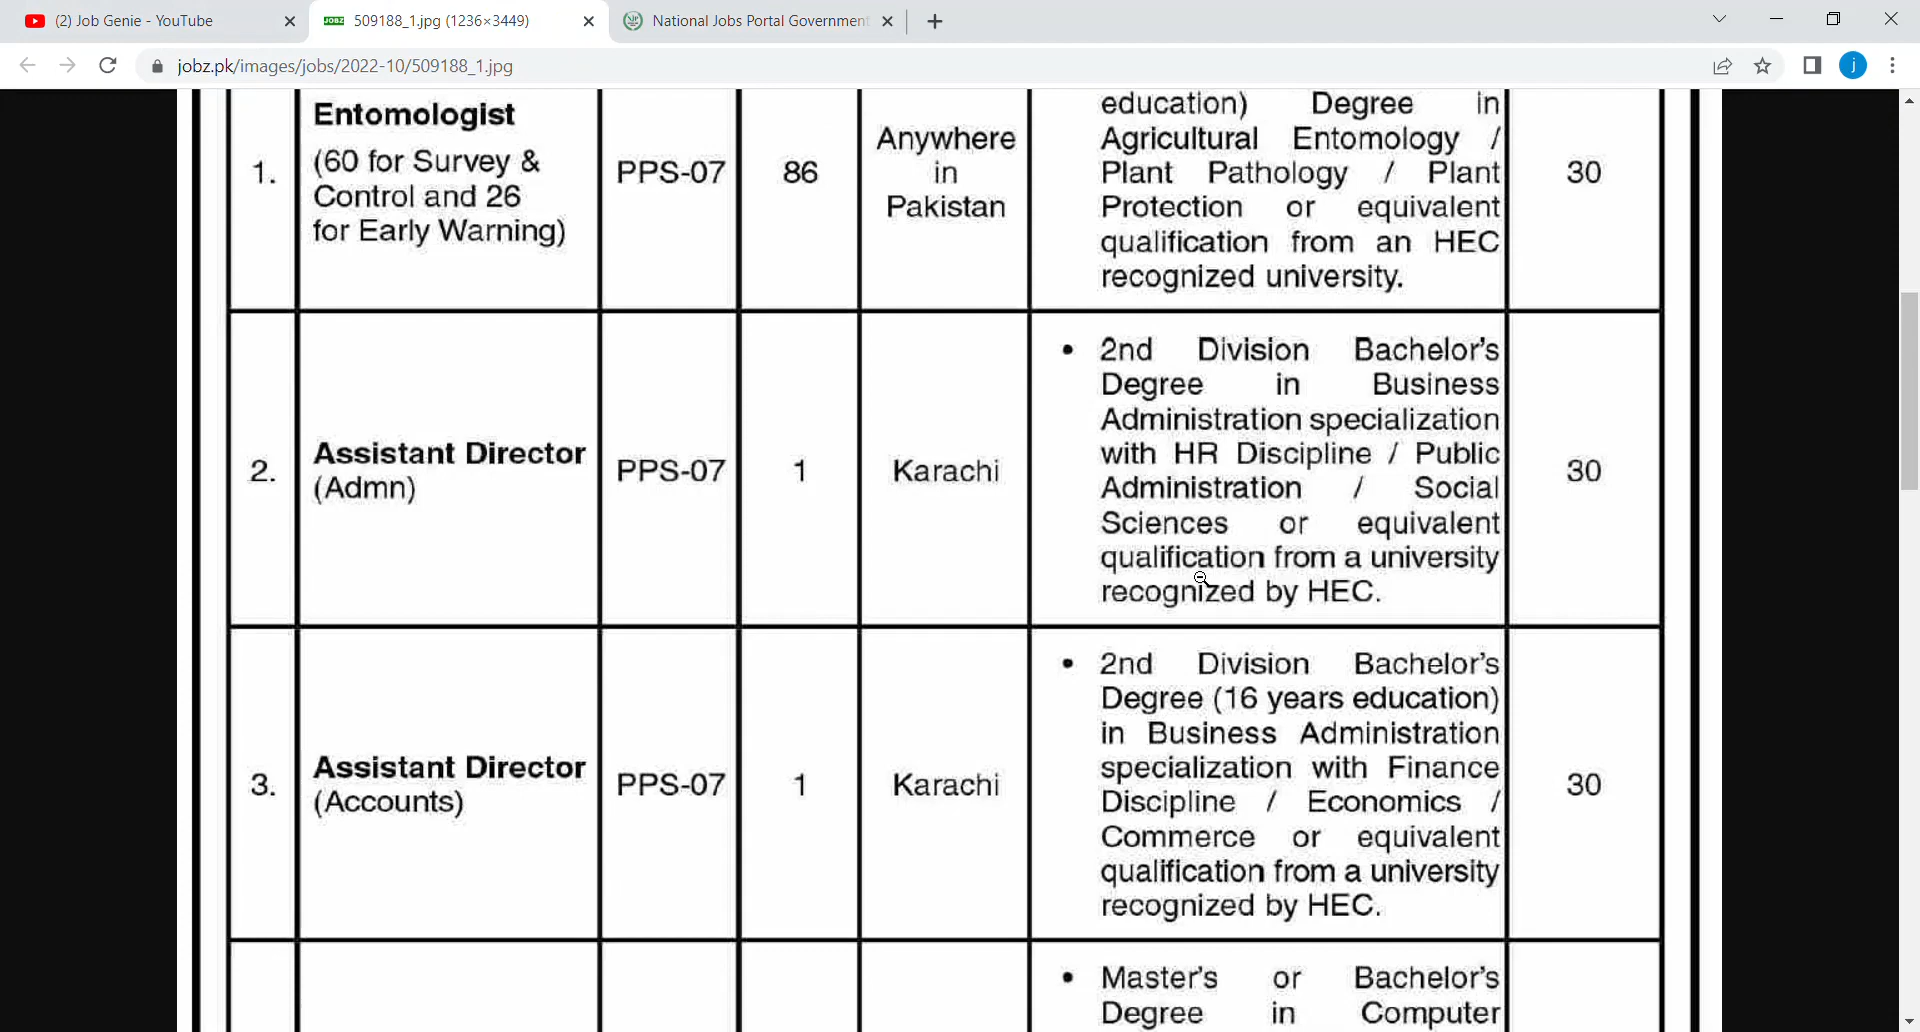 (2) Job Genie - YouTube
JOBZ 509188_1.jpg (1236×3449)
National Jobs Portal Government
jobz.pk/images/jobs/2022-10/509188_1.jpg
j
1.
Entomologist
(60 for Survey &
Control and 26
for Early Warning)
PPS-07
86
Anywhere
in
Pakistan
education) Degree in
Agricultural Entomology /
Plant Pathology / Plant
Protection or equivalent
qualification from an HEC
recognized university.
30
2.
Assistant Director
(Admn)
PPS-07
1
Karachi
• 2nd Division Bachelor's
Degree in Business
Administration specialization
with HR Discipline / Public
Administration / Social
Sciences or equivalent
qualification from a university
recognized by HEC.
30
3.
Assistant Director
(Accounts)
PPS-07
1
Karachi
• 2nd Division Bachelor's
Degree (16 years education)
in Business Administration
specialization with Finance
Discipline / Economics /
Commerce or equivalent
qualification from a university
recognized by HEC.
30
• Master's or Bachelor's
Degree in Computer